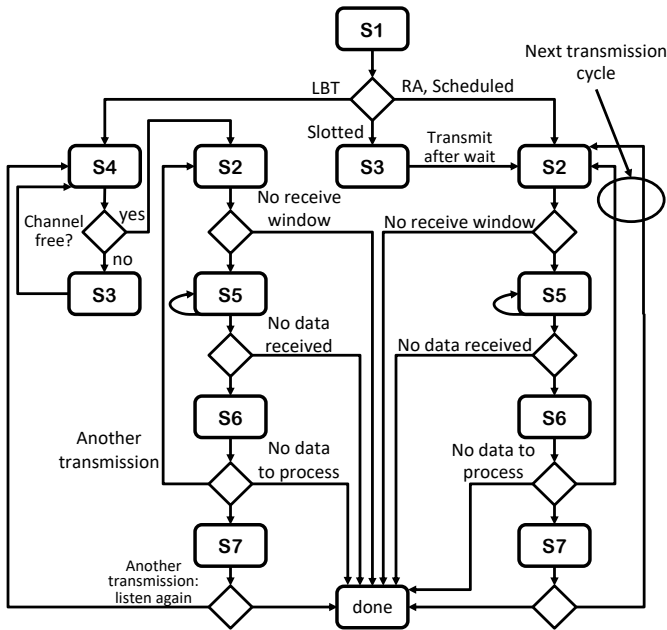 S1
Next transmission
cycle
LBT
RA, Scheduled
Slotted
S4
S2
S3
Transmit
after wait
S2
Channel
free?
yes
no
No receive
window
No receive window
S3
S5
S5
No data
received
No data received
S6
S6
Another
transmission
No data
to process
No data to
process
S7
S7
Another
transmission:
listen again
done